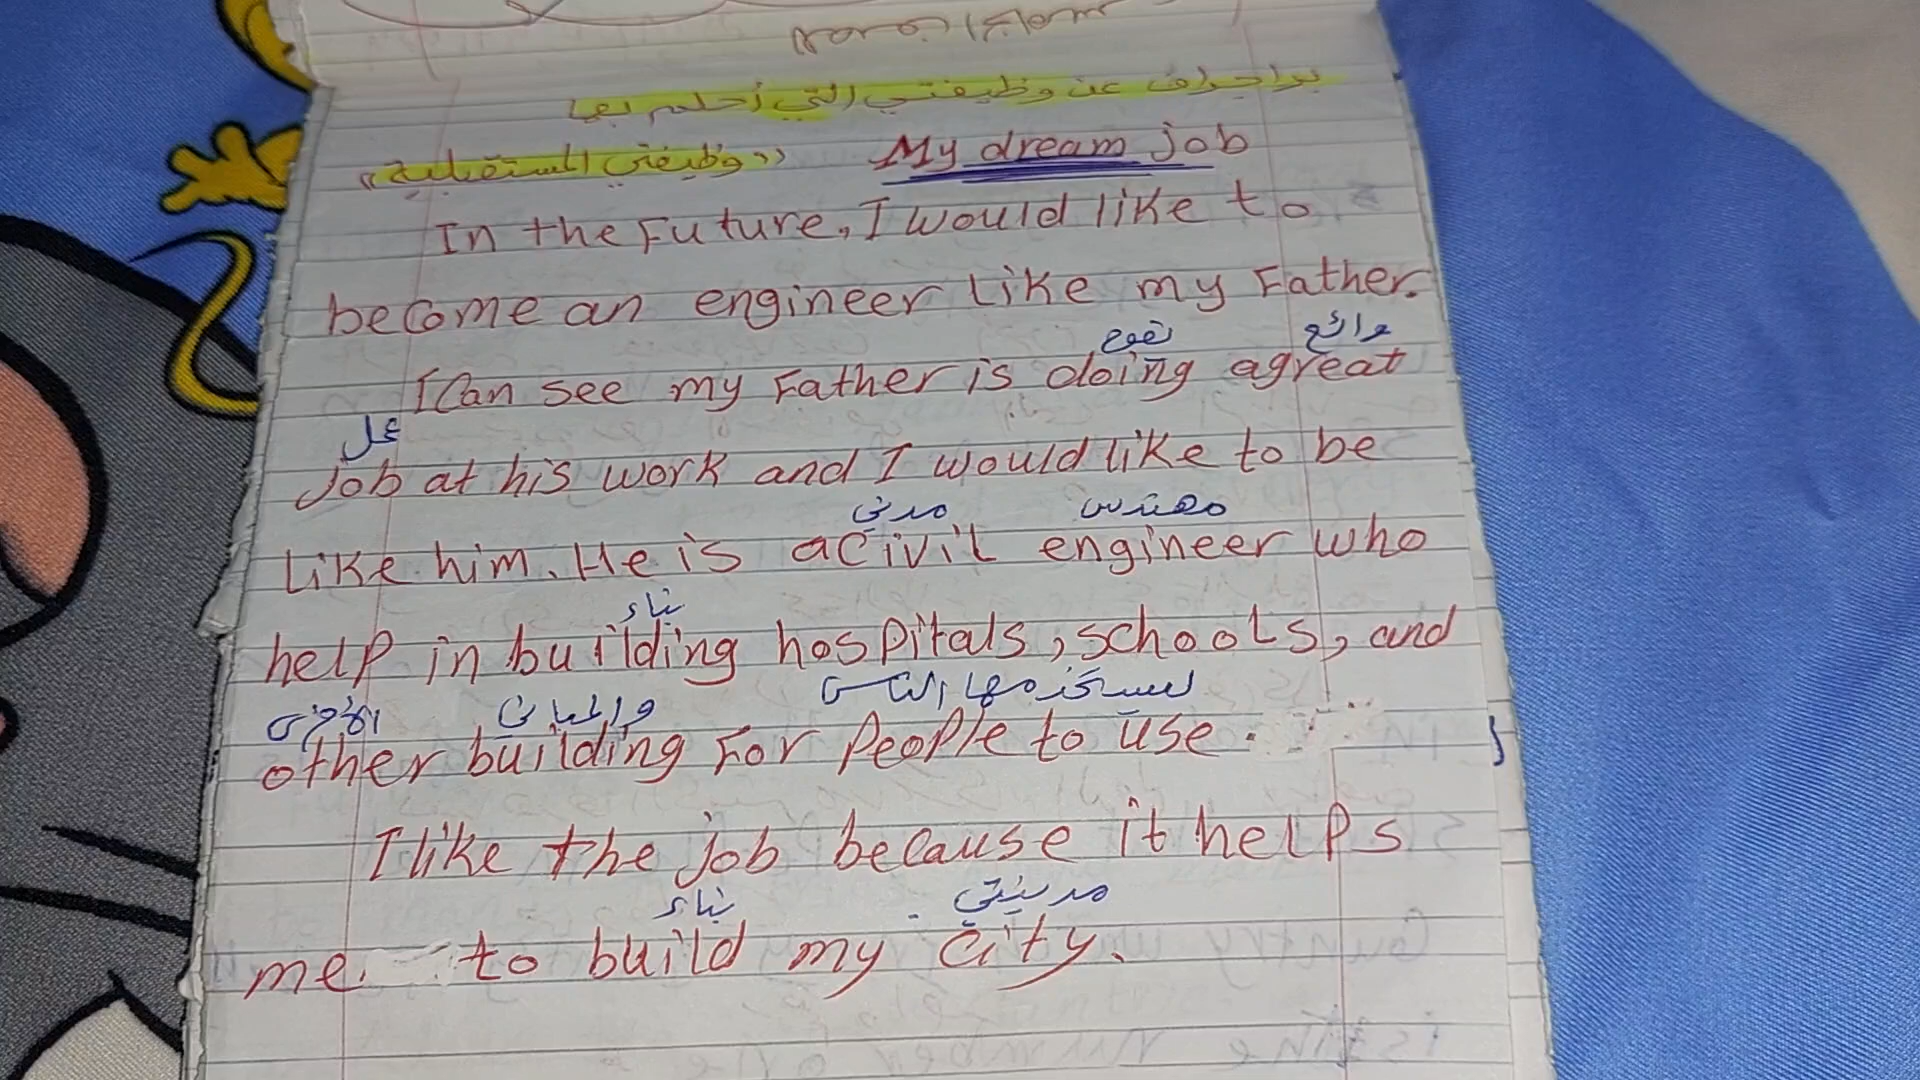 براجراف عن وظيفتي التي أحلم بها
My dream job «وظيفتي المستقبلية»
In the Future, I would like to
become an engineer like my Father.
تقوم رائع
I Can see my Father is doing a great
عمل
job at his work and I would like to be
مدني مهندس
like him. He is a civil engineer who
بناء
help in building hospitals, schools, and
الأخرى والمباني ليستخدمها الناس
other building For People to use.
I like the job because it helps
بناء مدينتي
me to build my city.